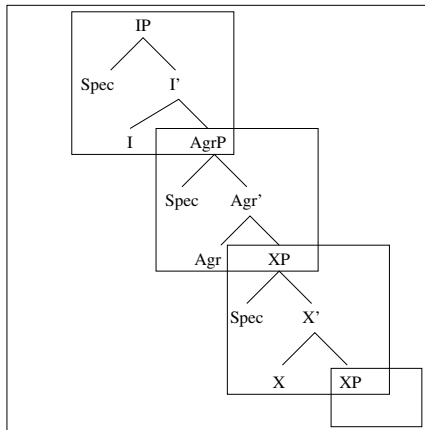 IP
Spec I’
I AgrP
Spec Agr’
Agr XP
Spec X’
X XP